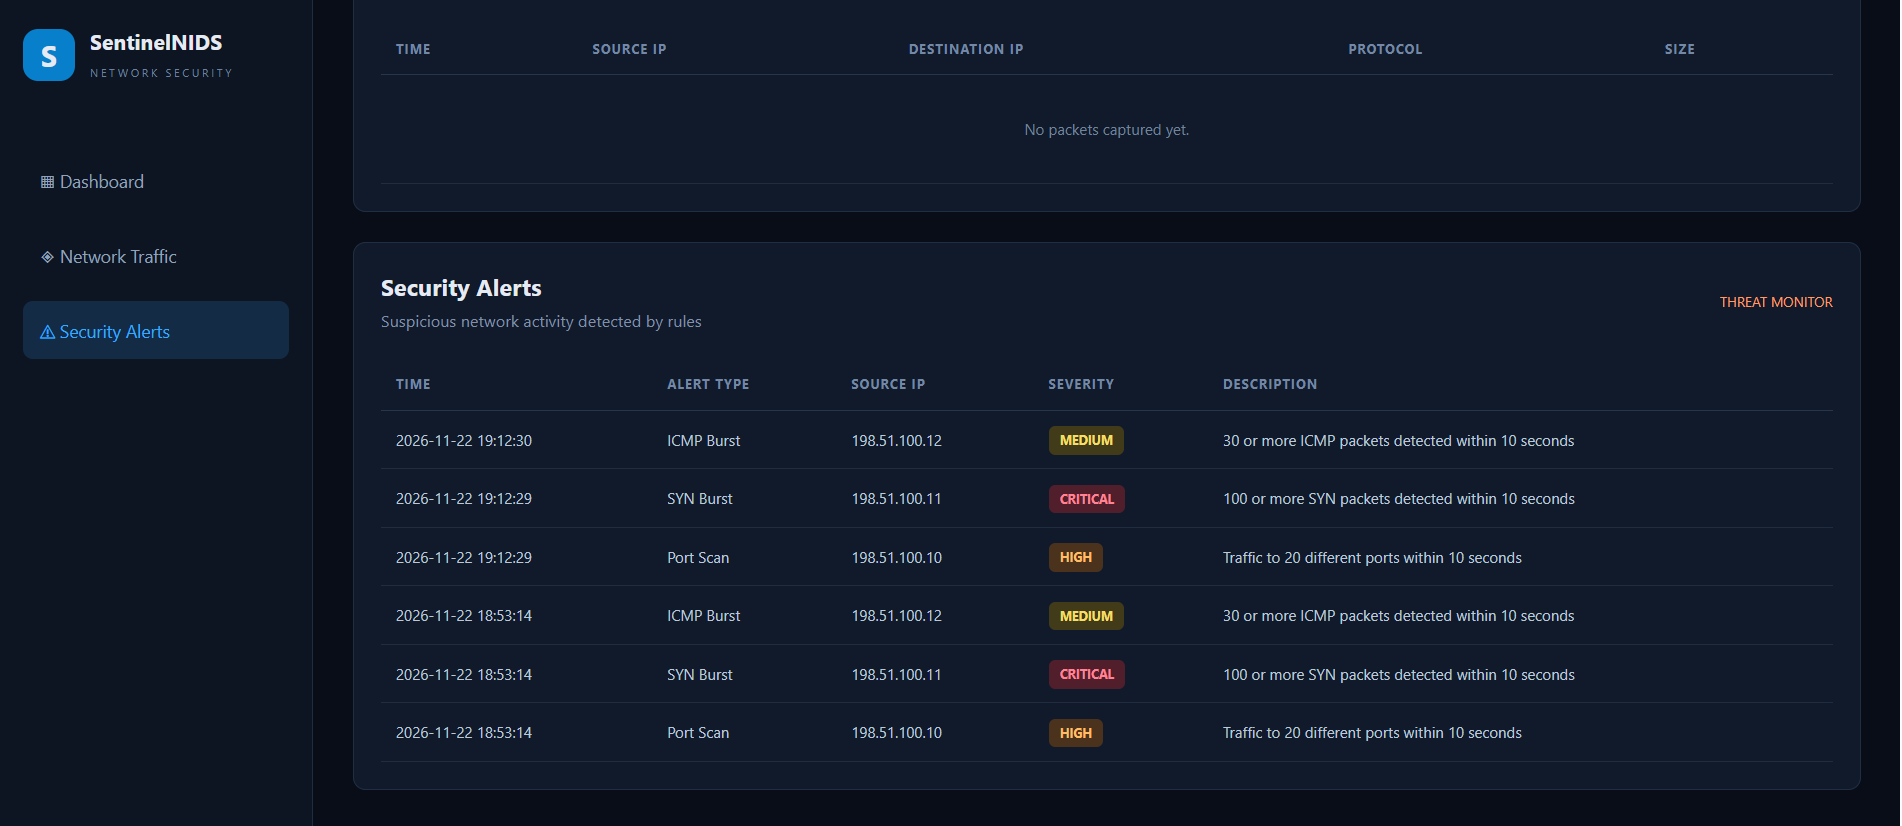 S
SentinelNIDS
NETWORK SECURITY
Dashboard
Network Traffic
Security Alerts
TIME SOURCE IP DESTINATION IP PROTOCOL SIZE
No packets captured yet.
Security Alerts
Suspicious network activity detected by rules
THREAT MONITOR
TIME ALERT TYPE SOURCE IP SEVERITY DESCRIPTION
2026-11-22 19:12:30 ICMP Burst 198.51.100.12 MEDIUM 30 or more ICMP packets detected within 10 seconds
2026-11-22 19:12:29 SYN Burst 198.51.100.11 CRITICAL 100 or more SYN packets detected within 10 seconds
2026-11-22 19:12:29 Port Scan 198.51.100.10 HIGH Traffic to 20 different ports within 10 seconds
2026-11-22 18:53:14 ICMP Burst 198.51.100.12 MEDIUM 30 or more ICMP packets detected within 10 seconds
2026-11-22 18:53:14 SYN Burst 198.51.100.11 CRITICAL 100 or more SYN packets detected within 10 seconds
2026-11-22 18:53:14 Port Scan 198.51.100.10 HIGH Traffic to 20 different ports within 10 seconds